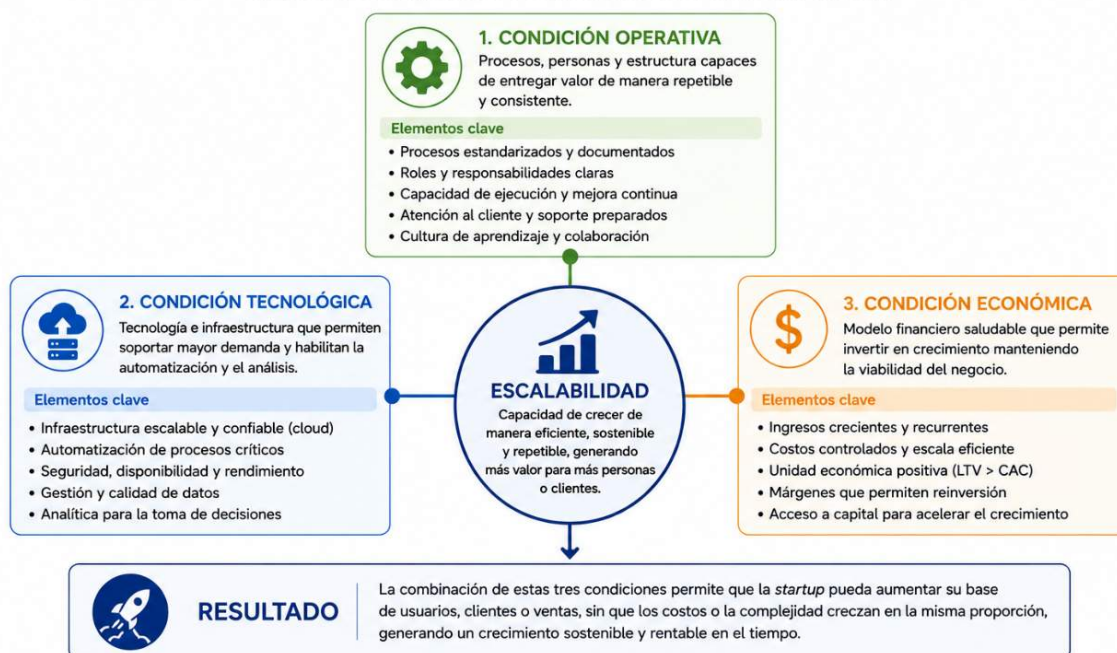 1. CONDICIÓN OPERATIVA
Procesos, personas y estructura capaces
de entregar valor de manera repetible
y consistente.
Elementos clave
• Procesos estandarizados y documentados
• Roles y responsabilidades claras
• Capacidad de ejecución y mejora continua
• Atención al cliente y soporte preparados
• Cultura de aprendizaje y colaboración
2. CONDICIÓN TECNOLÓGICA
Tecnología e infraestructura que permiten
soportar mayor demanda y habilitan la
automatización y el análisis.
Elementos clave
• Infraestructura escalable y confiable (cloud)
• Automatización de procesos críticos
• Seguridad, disponibilidad y rendimiento
• Gestión y calidad de datos
• Analítica para la toma de decisiones
ESCALABILIDAD
Capacidad de crecer de
manera eficiente, sostenible
y repetible, generando
más valor para más personas
o clientes.
$
3. CONDICIÓN ECONÓMICA
Modelo financiero saludable que permite
invertir en crecimiento manteniendo
la viabilidad del negocio.
Elementos clave
• Ingresos crecientes y recurrentes
• Costos controlados y escala eficiente
• Unidad económica positiva (LTV > CAC)
• Márgenes que permiten reinversión
• Acceso a capital para acelerar el crecimiento
RESULTADO
La combinación de estas tres condiciones permite que la startup pueda aumentar su base
de usuarios, clientes o ventas, sin que los costos o la complejidad crezcan en la misma proporción,
generando un crecimiento sostenible y rentable en el tiempo.